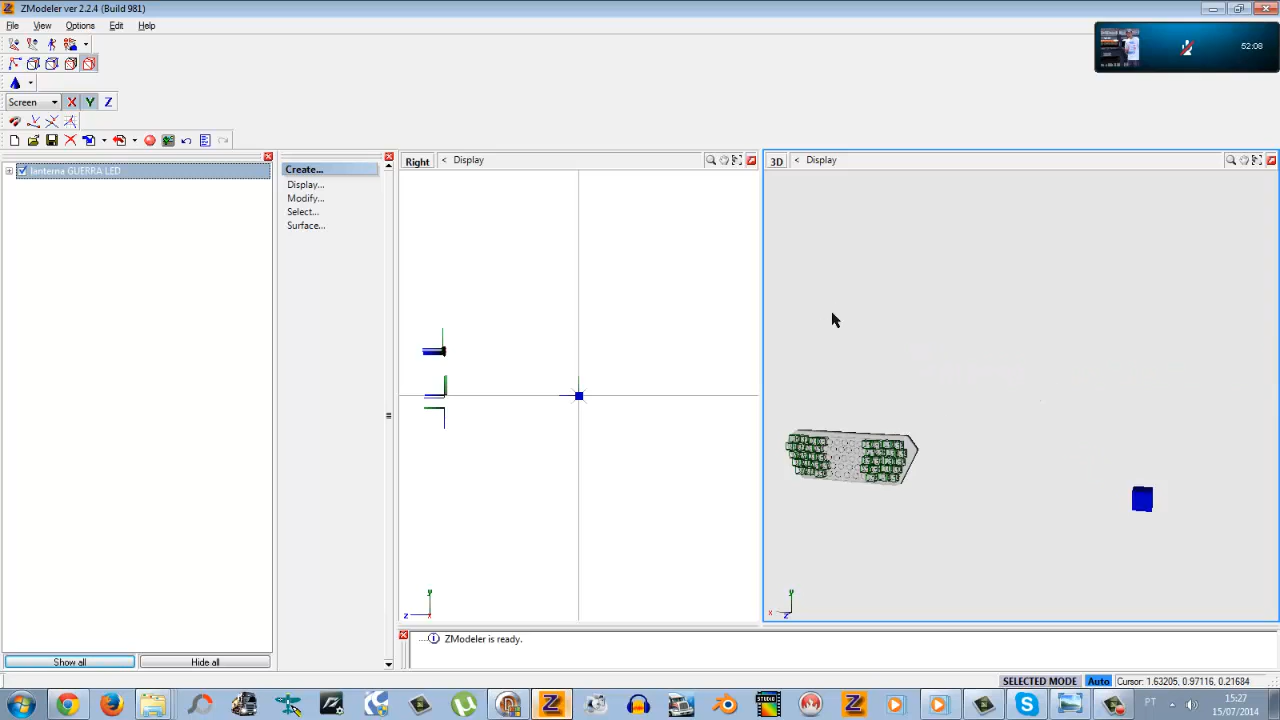 ZModeler ver 2.2.4 (Build 981)
File View Options Edit Help
52:08
Screen X Y Z
lanterna GUERRA LED
Create...
Display...
Modify...
Select...
Surface...
Right < Display
3D < Display
y
z x
y
x z
ZModeler is ready.
Show all Hide all
SELECTED MODE Auto Cursor: 1.63205, 0.97116, 0.21684
PT 15:27
15/07/2014